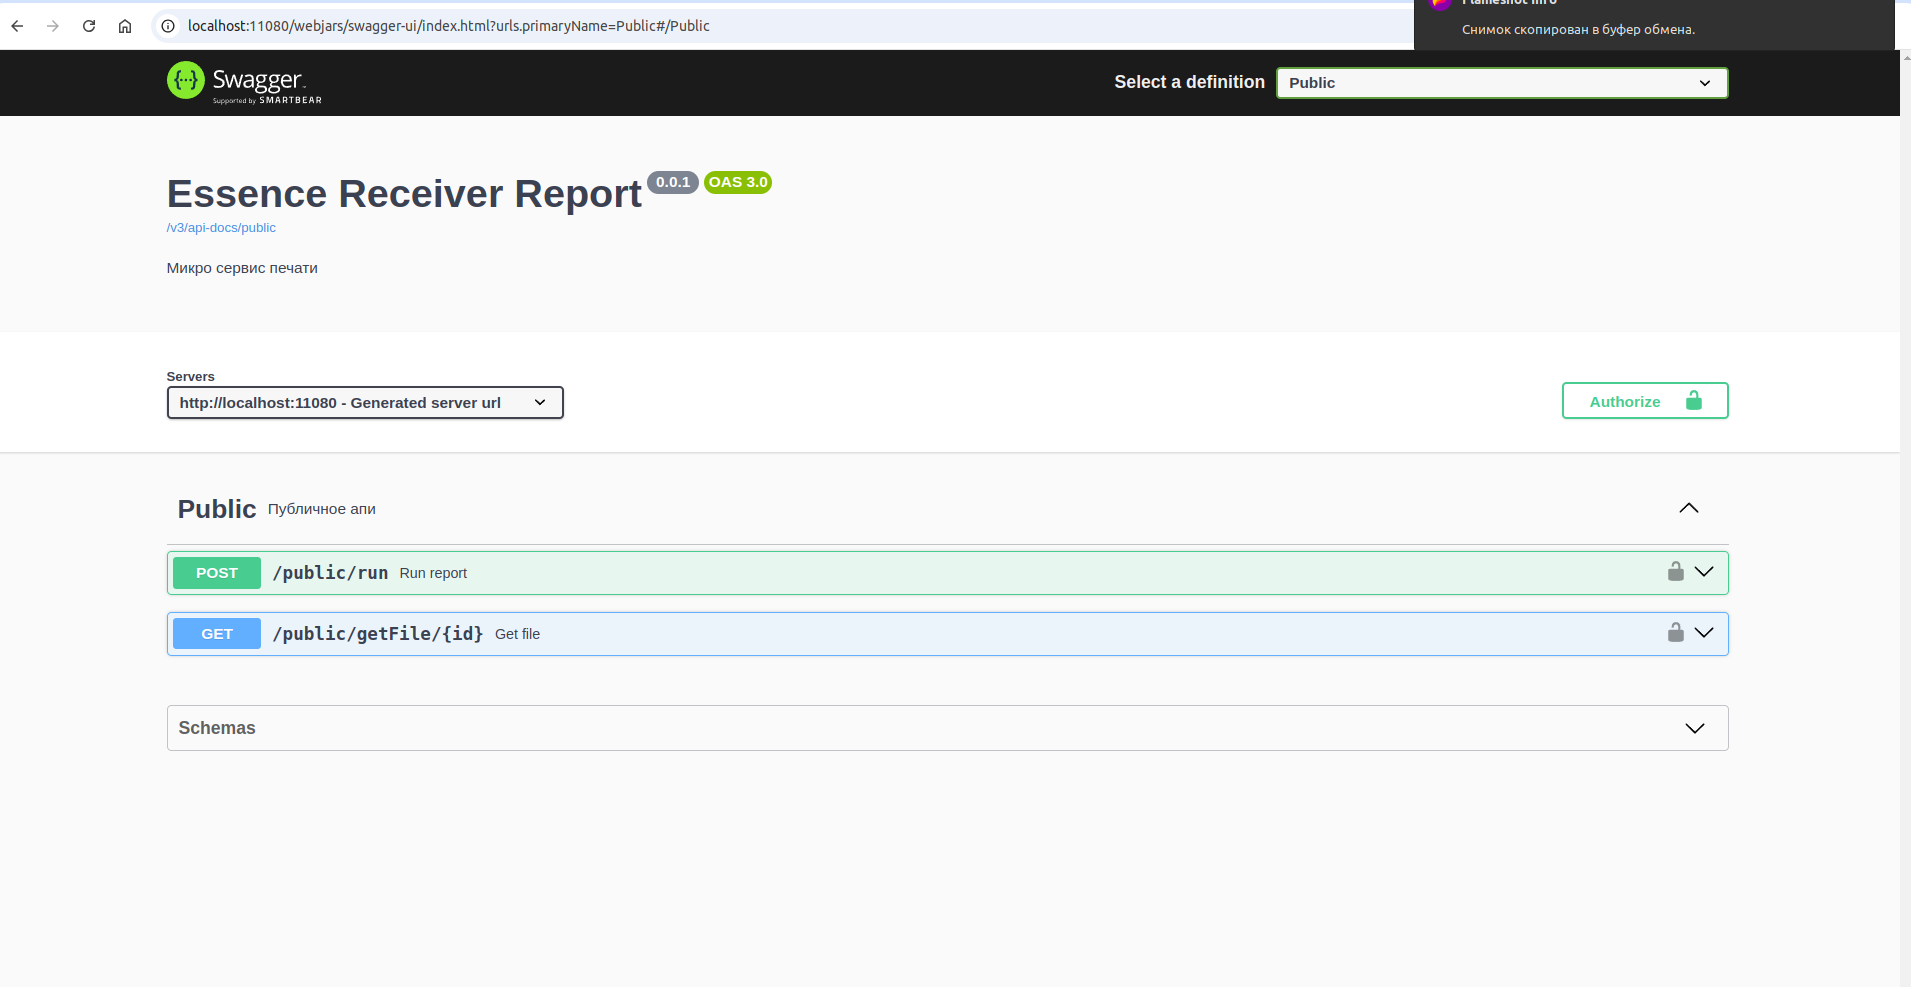 localhost:11080/webjars/swagger-ui/index.html?urls.primaryName=Public#/Public
Flameshot Info
Снимок скопирован в буфер обмена.
Swagger
Supported by SMARTBEAR
Select a definition
Public
Essence Receiver Report 0.0.1 OAS 3.0
/v3/api-docs/public
Микро сервис печати
Servers
http://localhost:11080 - Generated server url
Authorize
Public Публичное апи
POST /public/run Run report
GET /public/getFile/{id} Get file
Schemas